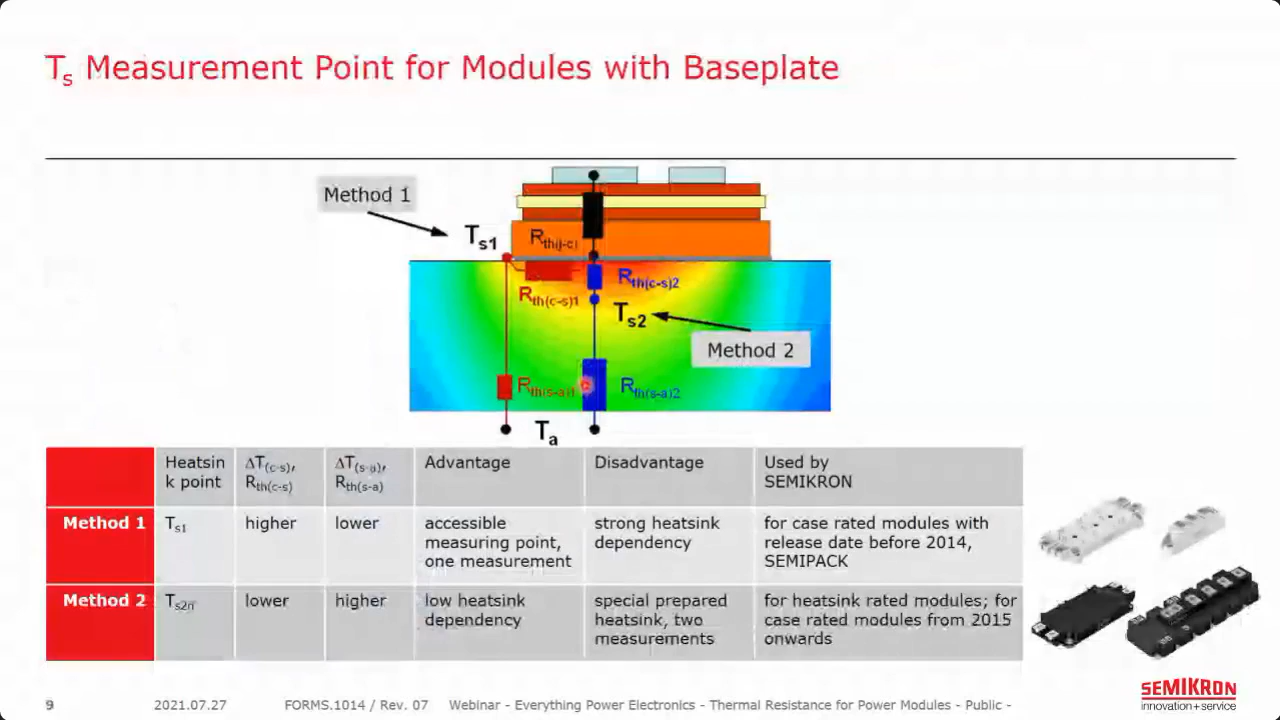 Ts Measurement Point for Modules with Baseplate
Method 1
Ts1
Rth(j-c)
Rth(c-s)2
Rth(c-s)1
Ts2
Method 2
Rth(s-a)1
Rth(s-a)2
Ta
Heatsin
k point
ΔT(c-s),
Rth(c-s)
ΔT(s-a),
Rth(s-a)
Advantage
Disadvantage
Used by
SEMIKRON
Method 1
Ts1
higher
lower
accessible
measuring point,
one measurement
strong heatsink
dependency
for case rated modules with
release date before 2014,
SEMIPACK
Method 2
Ts2n
lower
higher
low heatsink
dependency
special prepared
heatsink, two
measurements
for heatsink rated modules; for
case rated modules from 2015
onwards
SEMIKRON
innovation+service
9 2021.07.27 FORMS.1014 / Rev. 07 Webinar - Everything Power Electronics - Thermal Resistance for Power Modules - Public -